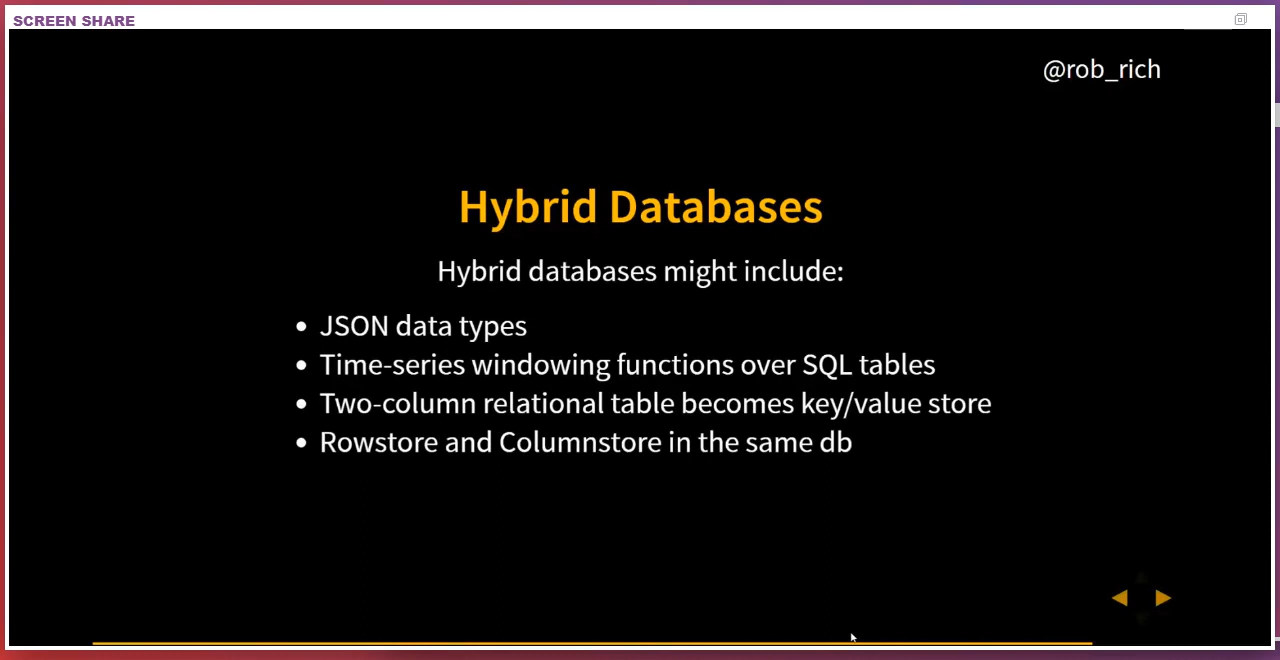 SCREEN SHARE
@rob_rich
Hybrid Databases
Hybrid databases might include:
• JSON data types
• Time-series windowing functions over SQL tables
• Two-column relational table becomes key/value store
• Rowstore and Columnstore in the same db